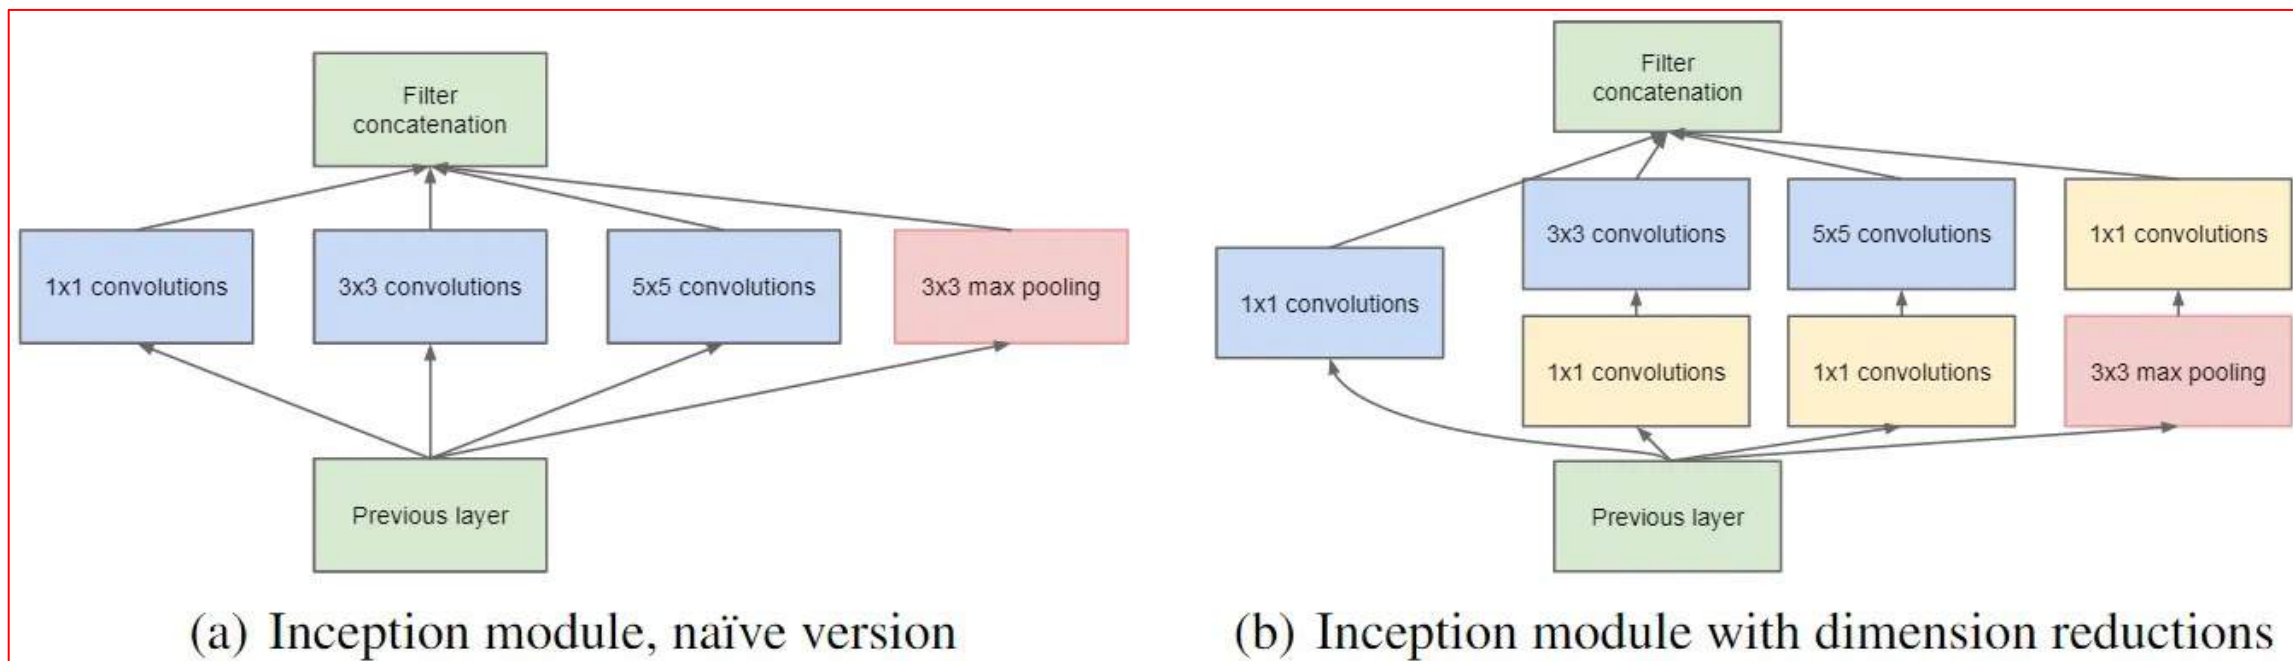 Filter
concatenation
1x1 convolutions
3x3 convolutions
5x5 convolutions
3x3 max pooling
Previous layer
(a) Inception module, naïve version
Filter
concatenation
3x3 convolutions
5x5 convolutions
1x1 convolutions
1x1 convolutions
1x1 convolutions
1x1 convolutions
3x3 max pooling
Previous layer
(b) Inception module with dimension reductions